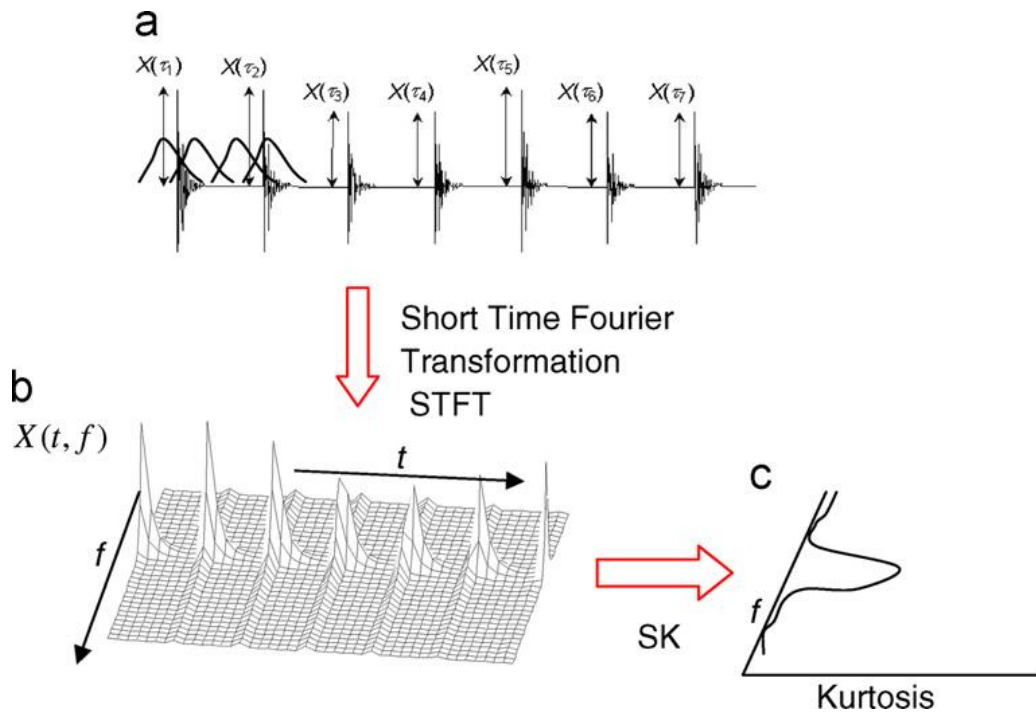 a
X(τ₁) X(τ₂) X(τ₃) X(τ₄) X(τ₅) X(τ₆) X(τ₇)
Short Time Fourier
Transformation
STFT
b
X(t, f)
t
f
c
SK
f
Kurtosis